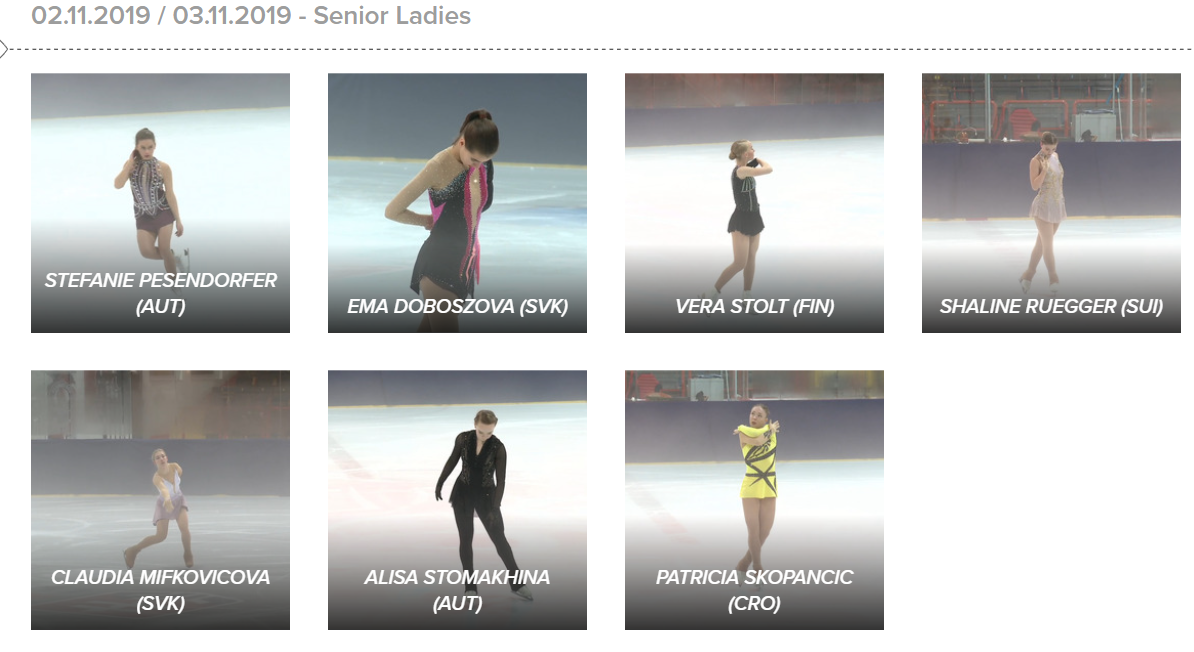 02.11.2019 / 03.11.2019 - Senior Ladies
STEFANIE PESENDORFER
(AUT)
EMA DOBOSZOVA (SVK)
VERA STOLT (FIN)
SHALINE RUEGGER (SUI)
CLAUDIA MIFKOVICOVA
(SVK)
ALISA STOMAKHINA
(AUT)
PATRICIA SKOPANCIC
(CRO)